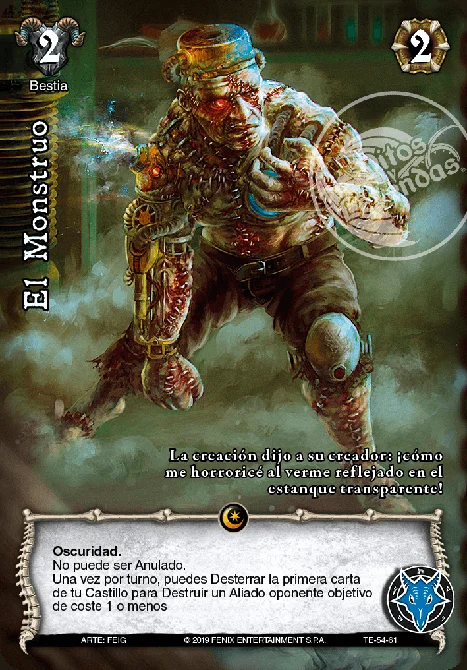 2
2
Bestia
El Monstruo
Mitos
Leyendas
La creación dijo a su creador: ¡cómo
me horroricé al verme reflejado en el
estanque transparente!
Oscuridad.
No puede ser Anulado.
Una vez por turno, puedes Desterrar la primera carta
de tu Castillo para Destruir un Aliado oponente objetivo
de coste 1 o menos
ARTE: FEIG
© 2019 FENIX ENTERTAINMENT S.R.A.
TE-54-61